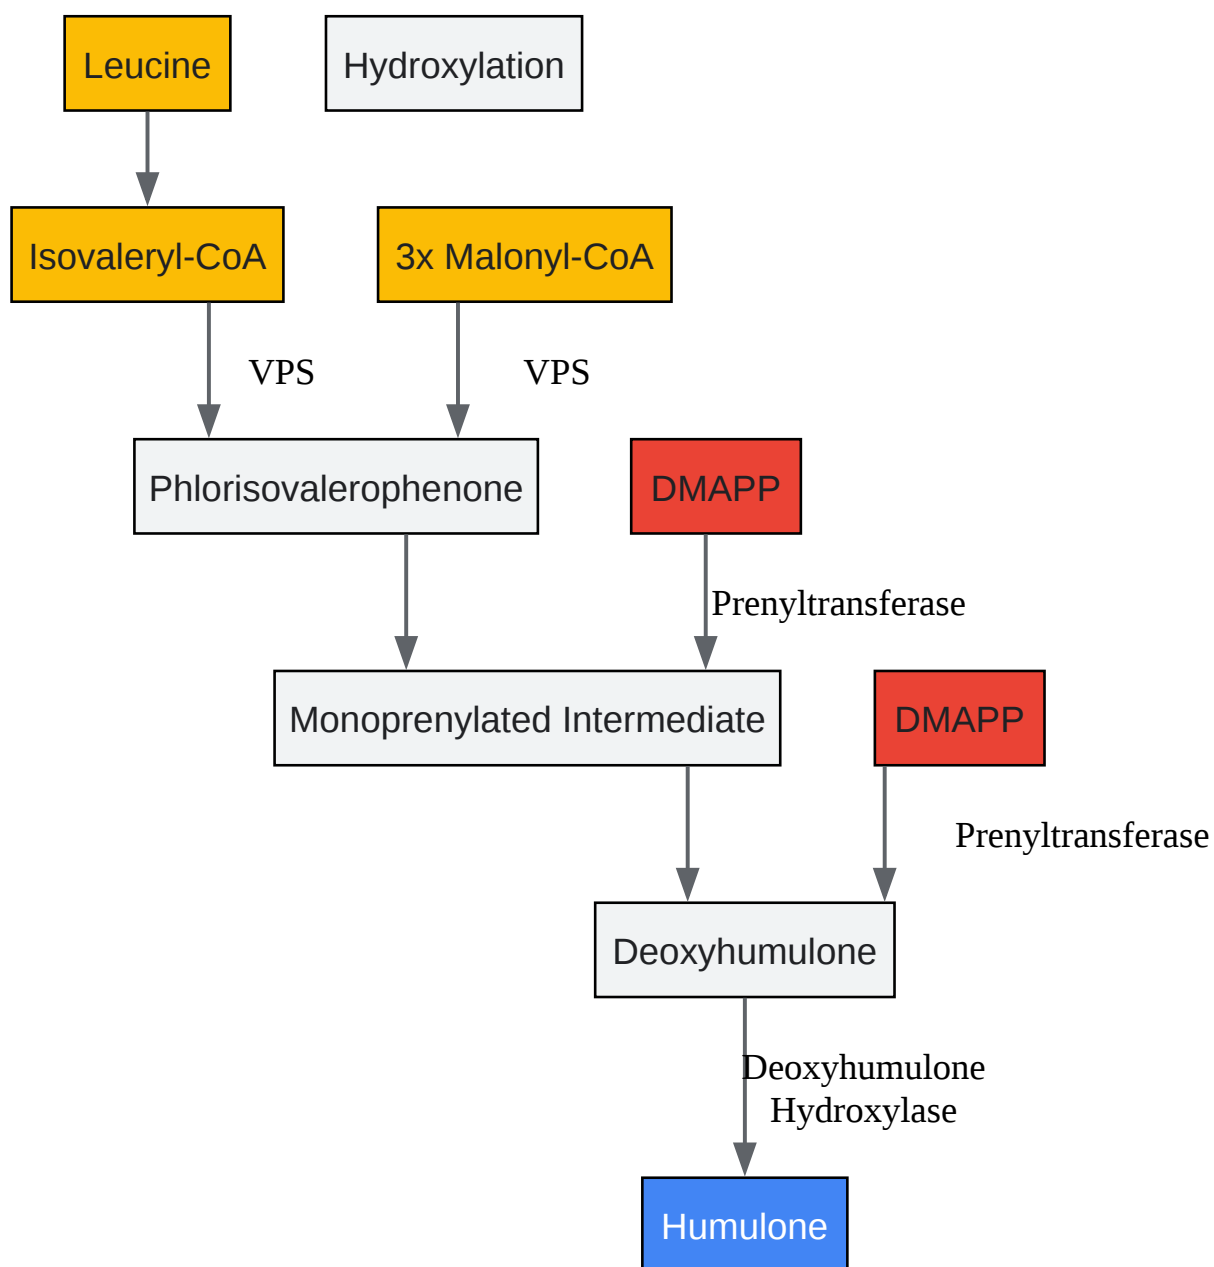 Leucine
Hydroxylation
Isovaleryl-CoA
3x Malonyl-CoA
VPS
VPS
Phlorisovalerophenone
DMAPP
Prenyltransferase
Monoprenylated Intermediate
DMAPP
Prenyltransferase
Deoxyhumulone
Deoxyhumulone
Hydroxylase
Humulone